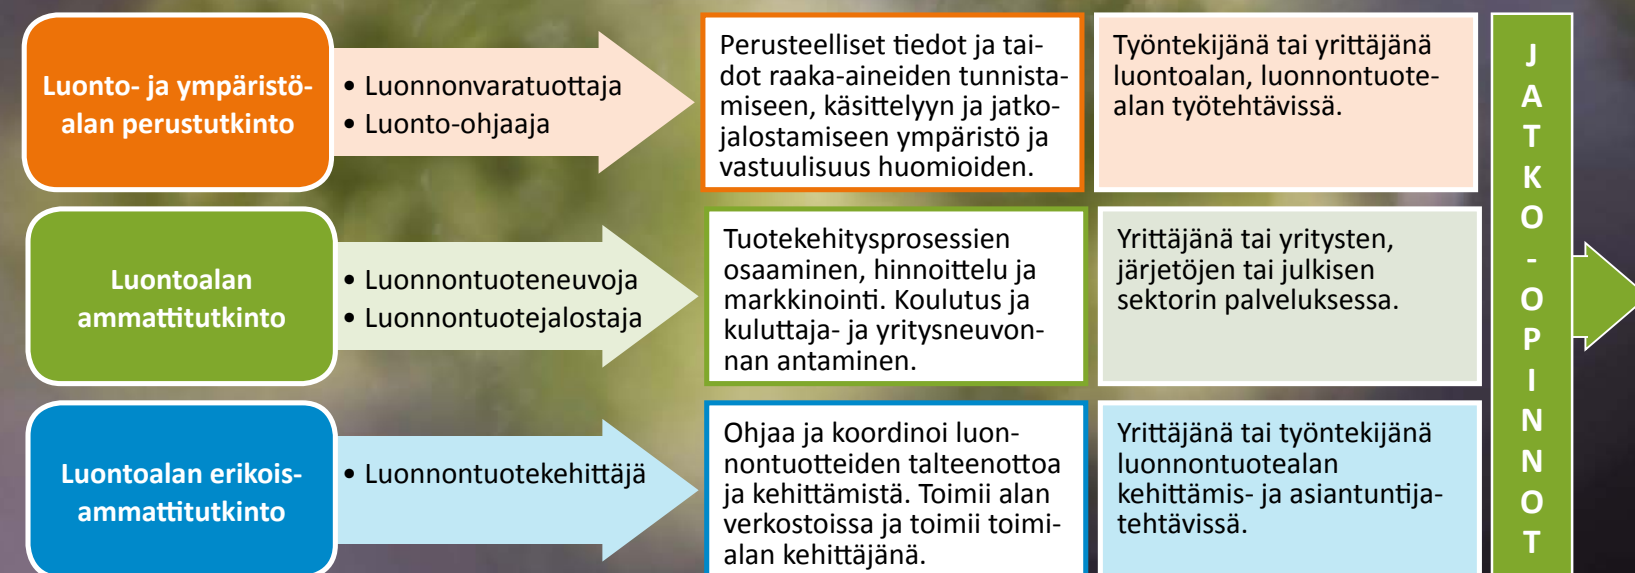 Luonto- ja ympäristö-
alan perustutkinto
• Luonnonvaratuottaja
• Luonto-ohjaaja
Perusteelliset tiedot ja tai-
dot raaka-aineiden tunnista-
miseen, käsittelyyn ja jatko-
jalostamiseen ympäristö ja
vastuulisuus huomioiden.
Työntekijänä tai yrittäjänä
luontoalan, luonnontuote-
alan työtehtävissä.
Luontoalan
ammattitutkinto
• Luonnontuoteneuvoja
• Luonnontuotejalostaja
Tuotekehitysprosessien
osaaminen, hinnoittelu ja
markkinointi. Koulutus ja
kuluttaja- ja yritysneuvon-
nan antaminen.
Yrittäjänä tai yritysten,
järjetöjen tai julkisen
sektorin palveluksessa.
Luontoalan erikois-
ammattitutkinto
• Luonnontuotekehittäjä
Ohjaa ja koordinoi luon-
nontuotteiden talteenottoa
ja kehittämistä. Toimii alan
verkostoissa ja toimii toimi-
alan kehittäjänä.
Yrittäjänä tai työntekijänä
luonnontuotealan
kehittämis- ja asiantuntija-
tehtävissä.
JATKO-OPINNOT